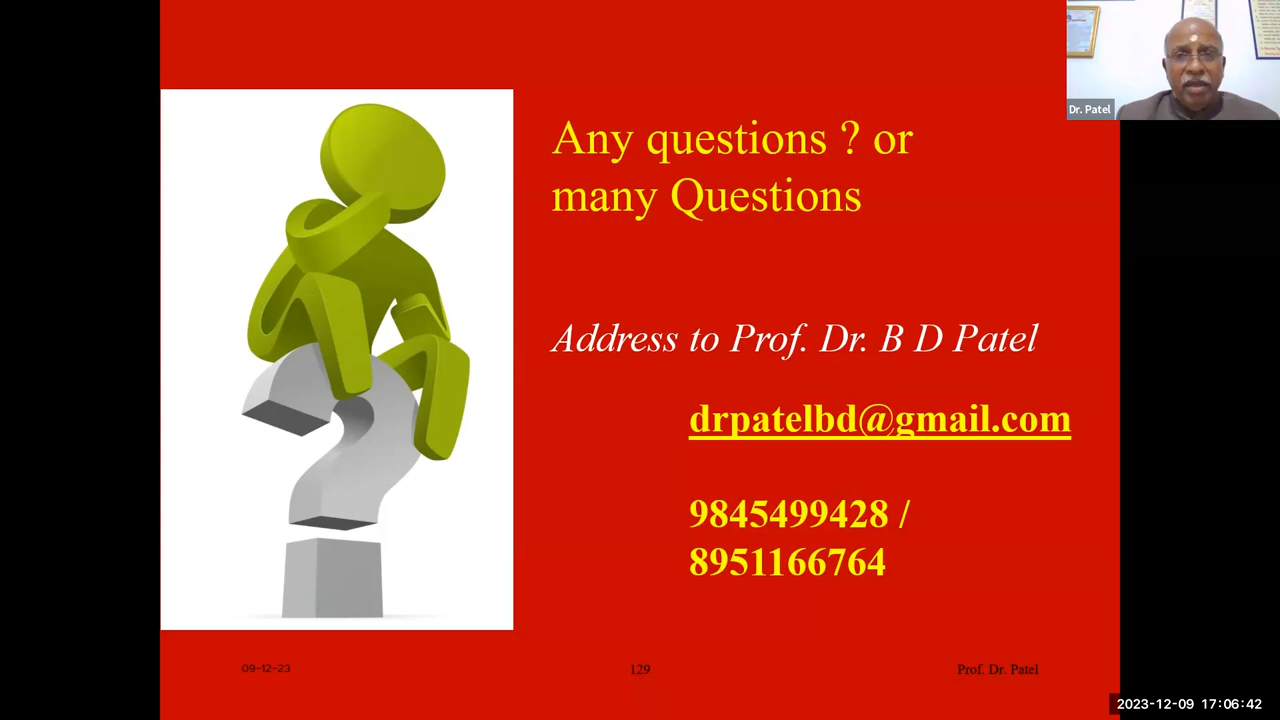 Dr. Patel
Any questions ? or
many Questions
Address to Prof. Dr. B D Patel
drpatelbd@gmail.com
9845499428 /
8951166764
09-12-23
129
Prof. Dr. Patel
2023-12-09 17:06:42